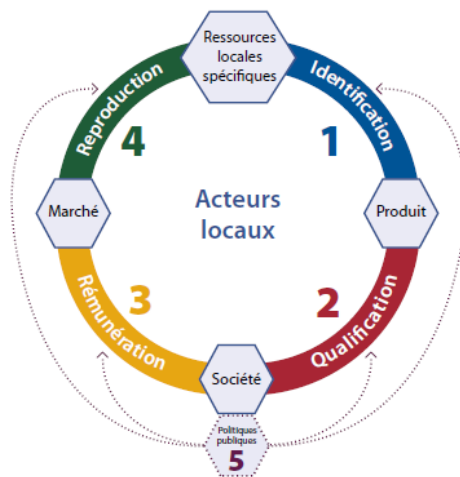 Ressources
locales
spécifiques
Identification
1
Produit
2
Qualification
Société
Rémunération
3
Marché
4
Reproduction
Acteurs
locaux
Politiques
publiques
5